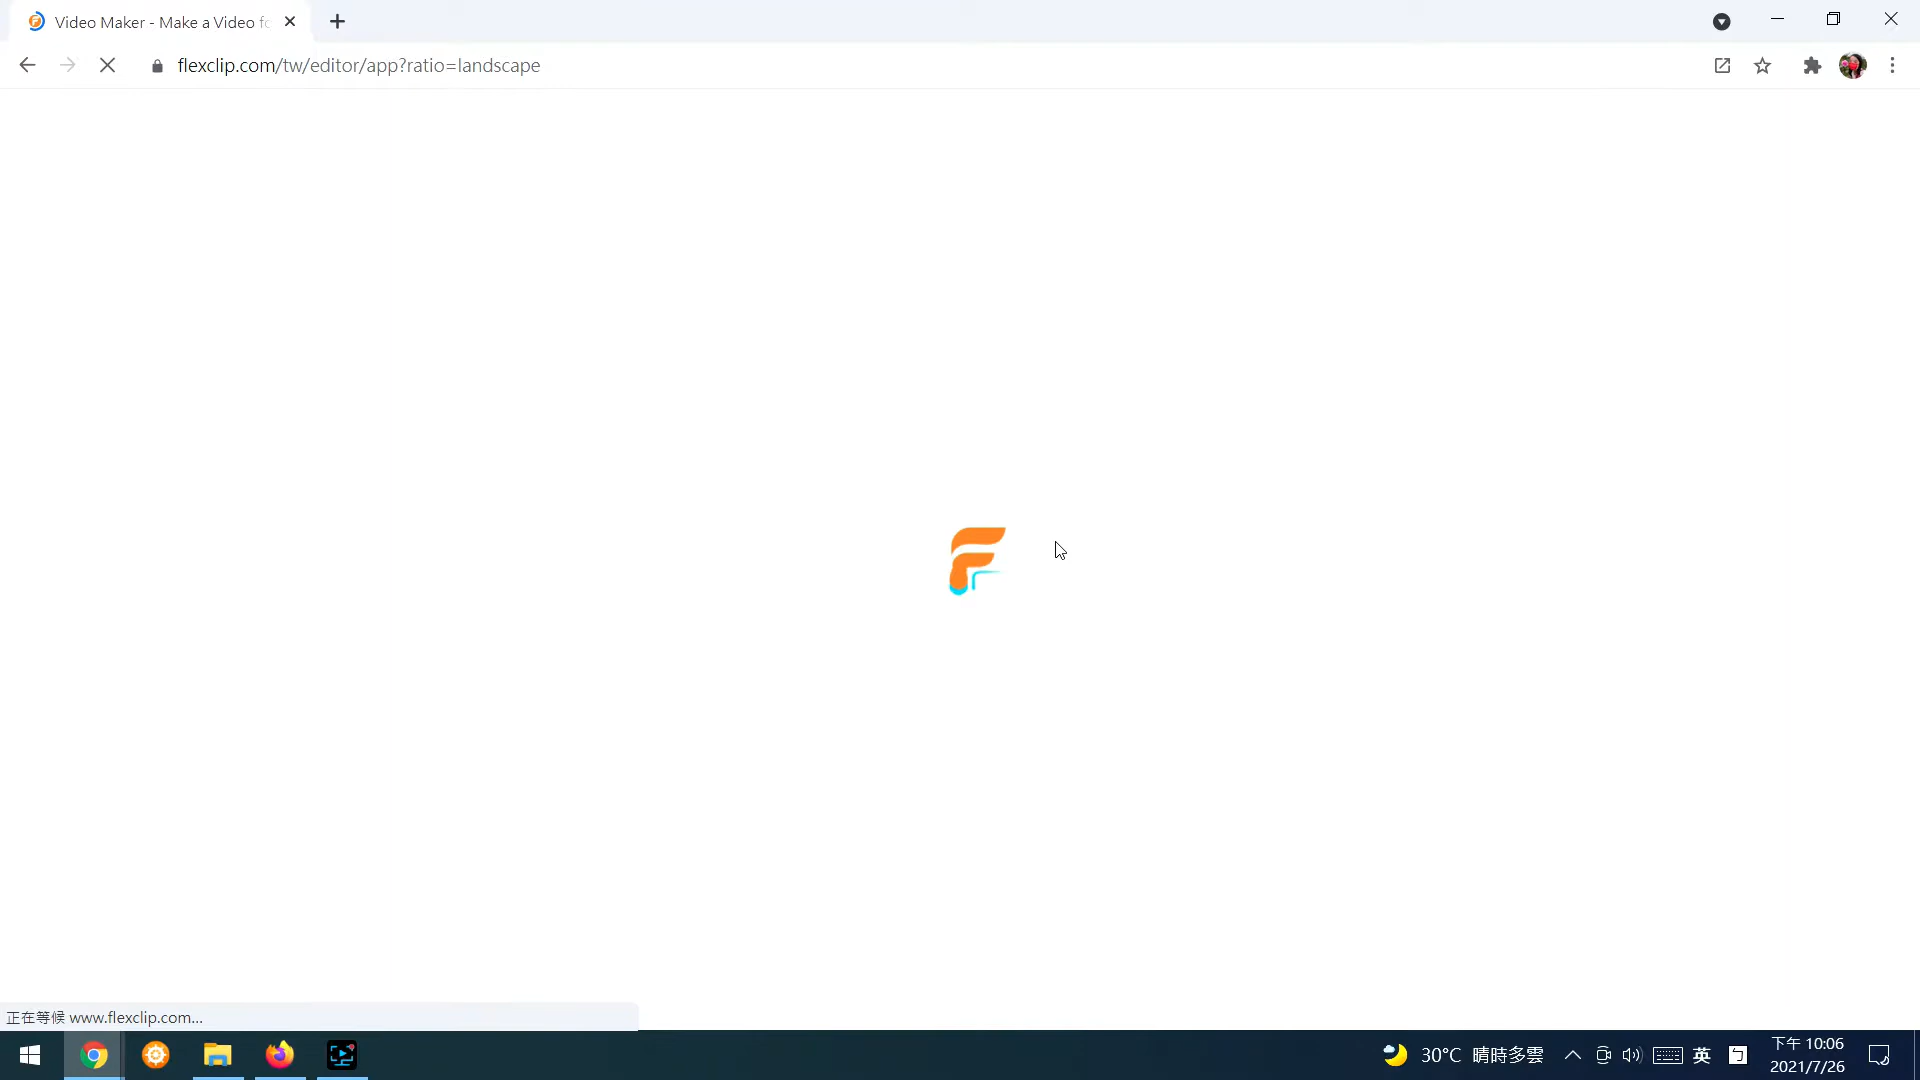 Video Maker - Make a Video fo
flexclip.com/tw/editor/app?ratio=landscape
正在等候 www.flexclip.com...
30°C 晴時多雲
英
下午 10:06
2021/7/26